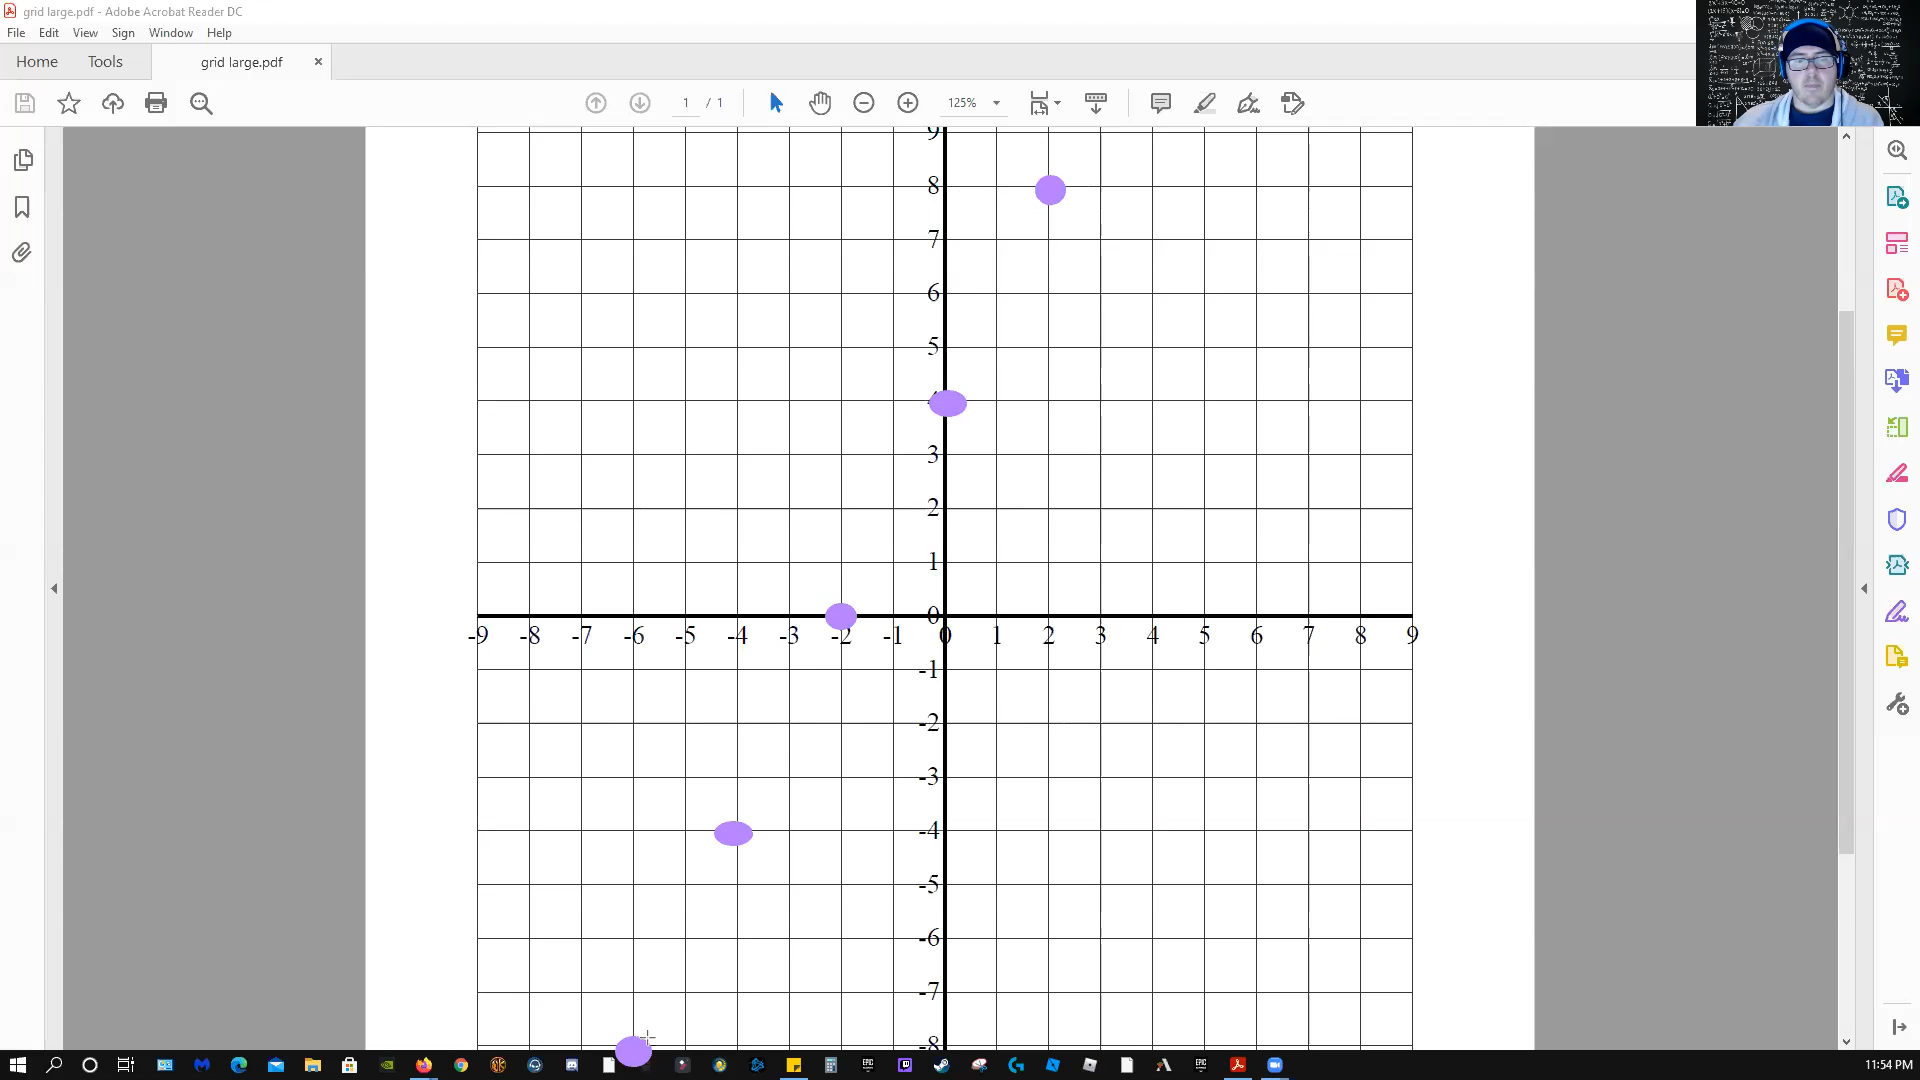 grid large.pdf - Adobe Acrobat Reader DC
File Edit View Sign Window Help
Home Tools grid large.pdf ×
1 / 1 125%
9
8
7
6
5
3
2
1
0
-9 -8 -7 -6 -5 -4 -3 -2 -1 0 1 2 3 4 5 6 7 8 9
-1
-2
-3
-4
-5
-6
-7
-8
11:54 PM